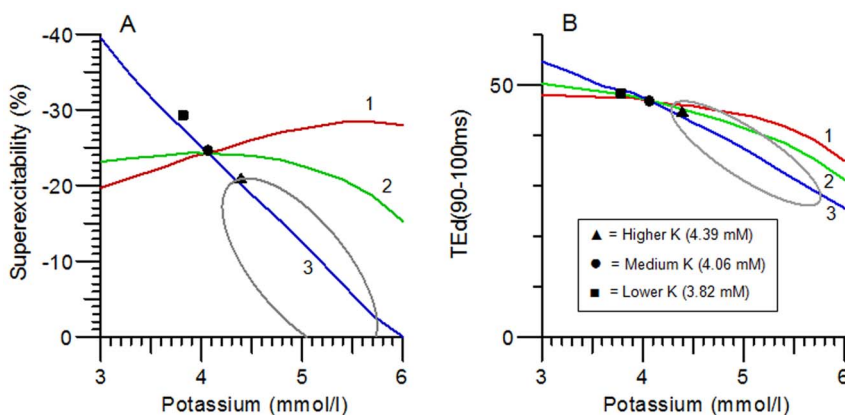 A
B
-40
-30
-20
-10
0
Superexcitability (%)
1
2
3
3 4 5 6
Potassium (mmol/l)
50
0
TEd(90-100ms)
1
2
3
▲ = Higher K (4.39 mM)
● = Medium K (4.06 mM)
■ = Lower K (3.82 mM)
3 4 5 6
Potassium (mmol/l)